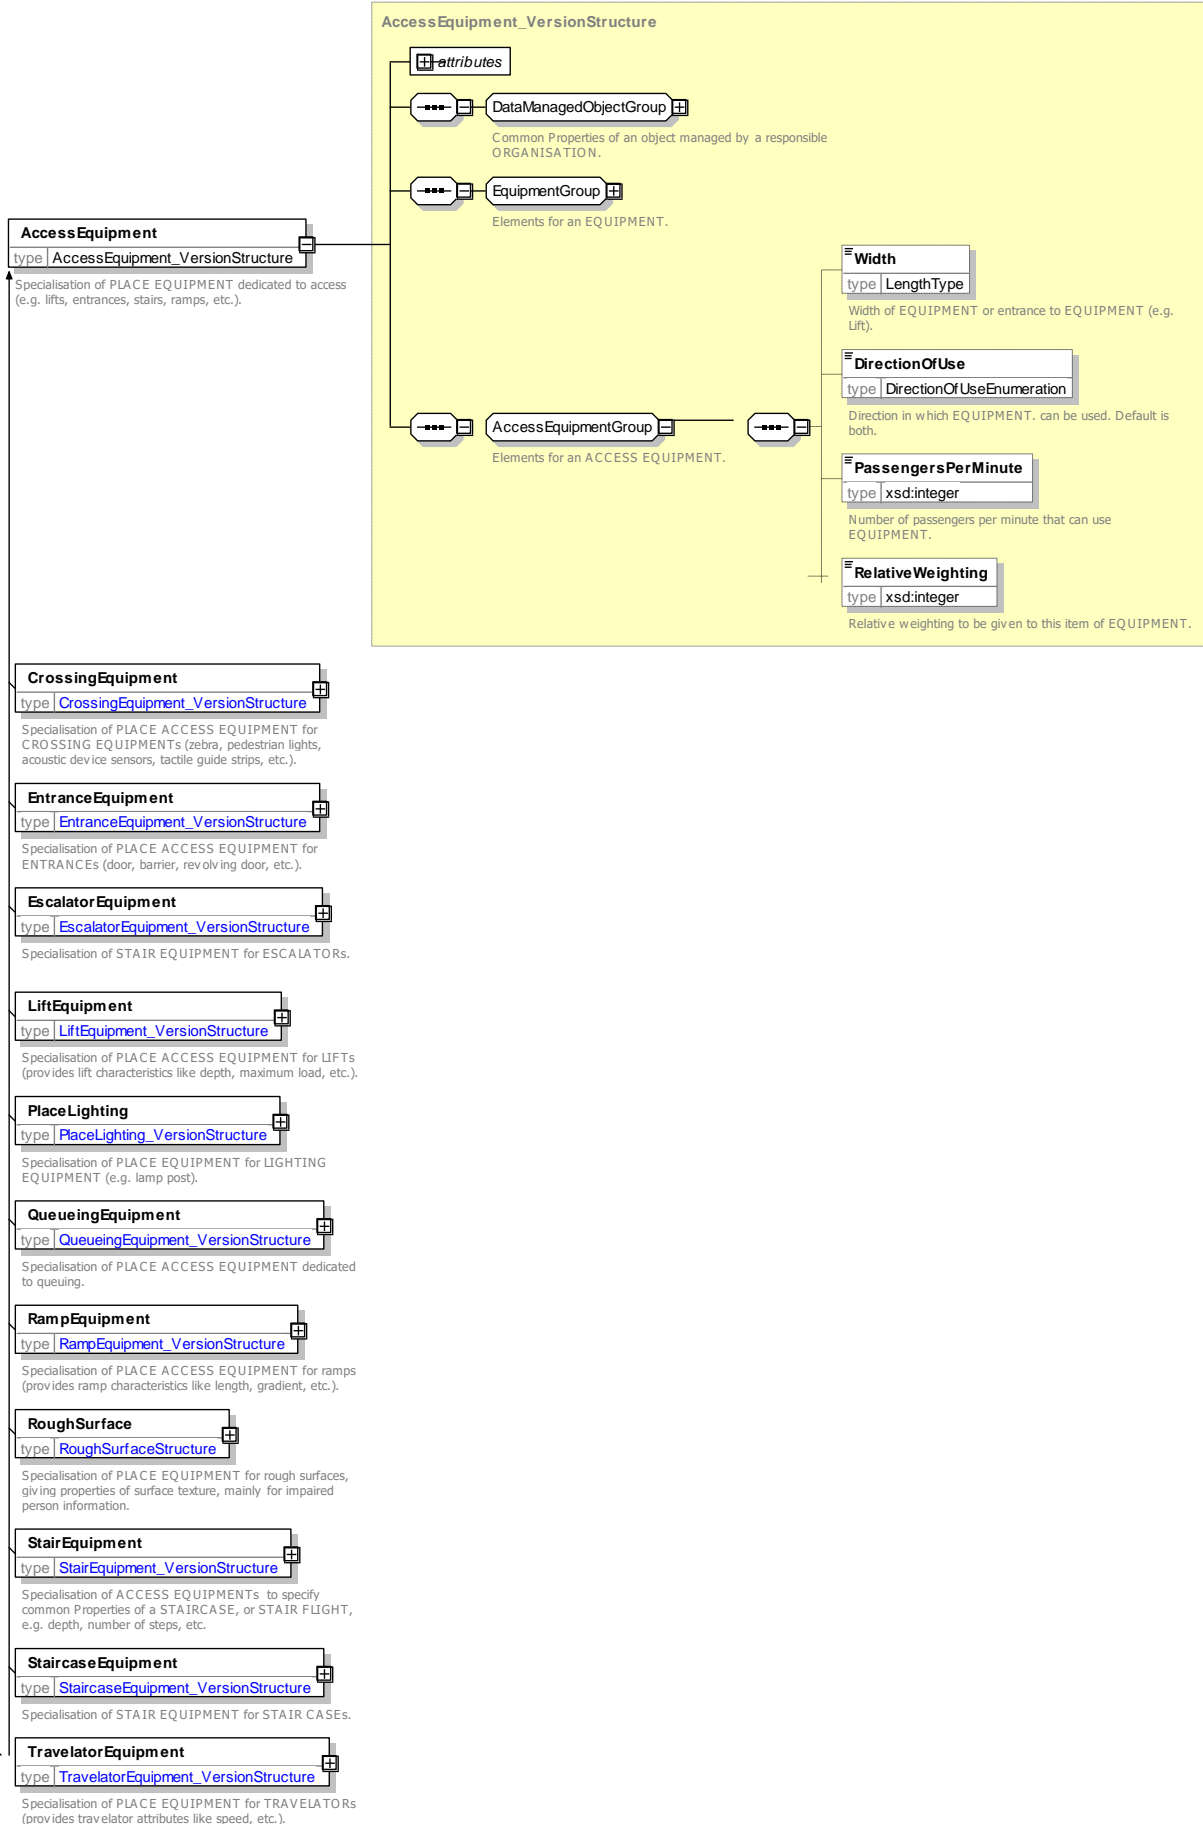 AccessEquipment_VersionStructure
attributes
DataManagedObjectGroup
Common Properties of an object managed by a responsible
ORGANISATION.
EquipmentGroup
Elements for an EQUIPMENT.
AccessEquipment
type AccessEquipment_VersionStructure
Specialisation of PLACE EQUIPMENT dedicated to access
(e.g. lifts, entrances, stairs, ramps, etc.).
Width
type LengthType
Width of EQUIPMENT or entrance to EQUIPMENT (e.g.
Lift).
DirectionOfUse
type DirectionOfUseEnumeration
Direction in which EQUIPMENT. can be used. Default is
both.
AccessEquipmentGroup
Elements for an ACCESS EQUIPMENT.
PassengersPerMinute
type xsd:integer
Number of passengers per minute that can use
EQUIPMENT.
RelativeWeighting
type xsd:integer
Relative weighting to be given to this item of EQUIPMENT.
CrossingEquipment
type CrossingEquipment_VersionStructure
Specialisation of PLACE ACCESS EQUIPMENT for
CROSSING EQUIPMENTs (zebra, pedestrian lights,
acoustic device sensors, tactile guide strips, etc.).
EntranceEquipment
type EntranceEquipment_VersionStructure
Specialisation of PLACE ACCESS EQUIPMENT for
ENTRANCEs (door, barrier, revolving door, etc.).
EscalatorEquipment
type EscalatorEquipment_VersionStructure
Specialisation of STAIR EQUIPMENT for ESCALATORs.
LiftEquipment
type LiftEquipment_VersionStructure
Specialisation of PLACE ACCESS EQUIPMENT for LIFTs
(provides lift characteristics like depth, maximum load, etc.).
PlaceLighting
type PlaceLighting_VersionStructure
Specialisation of PLACE EQUIPMENT for LIGHTING
EQUIPMENT (e.g. lamp post).
QueueingEquipment
type QueueingEquipment_VersionStructure
Specialisation of PLACE ACCESS EQUIPMENT dedicated
to queuing.
RampEquipment
type RampEquipment_VersionStructure
Specialisation of PLACE ACCESS EQUIPMENT for ramps
(provides ramp characteristics like length, gradient, etc.).
RoughSurface
type RoughSurfaceStructure
Specialisation of PLACE EQUIPMENT for rough surfaces,
giving properties of surface texture, mainly for impaired
person information.
StairEquipment
type StairEquipment_VersionStructure
Specialisation of ACCESS EQUIPMENTs to specify
common Properties of a STAIRCASE, or STAIR FLIGHT,
e.g. depth, number of steps, etc.
StaircaseEquipment
type StaircaseEquipment_VersionStructure
Specialisation of STAIR EQUIPMENT for STAIR CASEs.
TravelatorEquipment
type TravelatorEquipment_VersionStructure
Specialisation of PLACE EQUIPMENT for TRAVELATORs
(provides travelator attributes like speed, etc.).